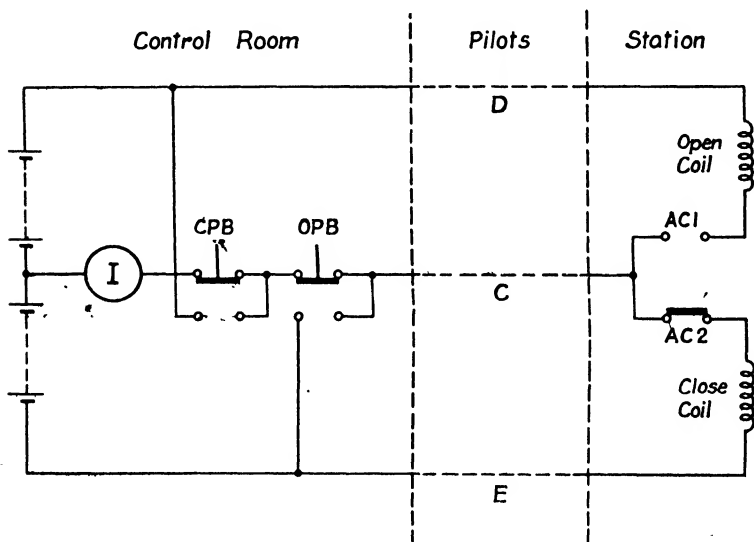 Control Room
Pilots
Station
D
Open
Coil
CPB
OPB
AC1
I
C
AC2
Close
Coil
E